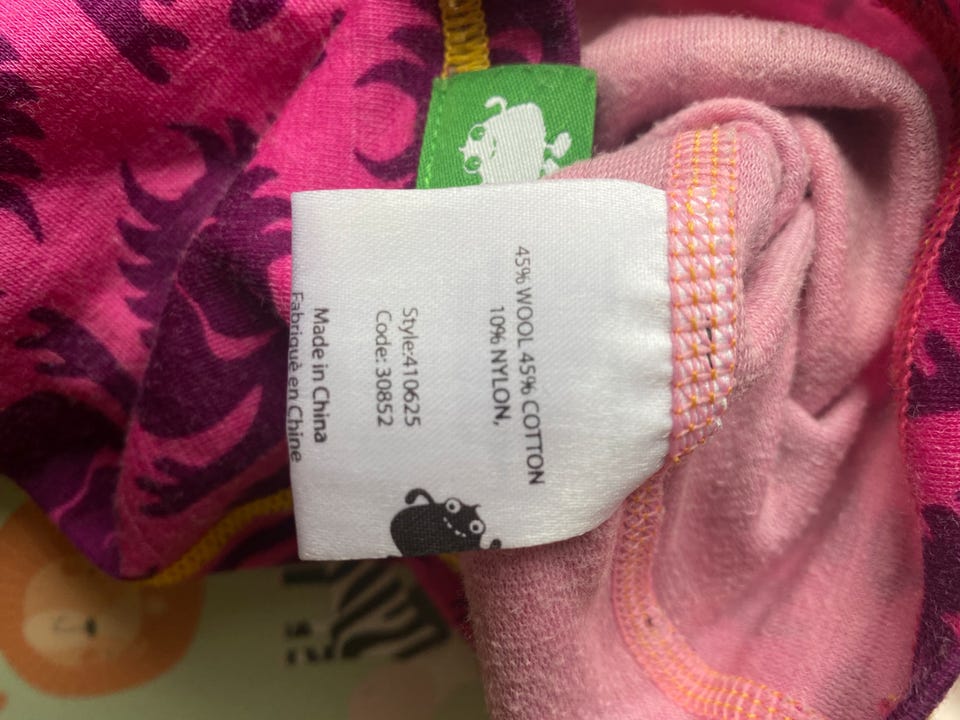 45% WOOL 45% COTTON
10% NYLON,
Style:410625
Code: 30852
Made in China
Fabriqué en Chine